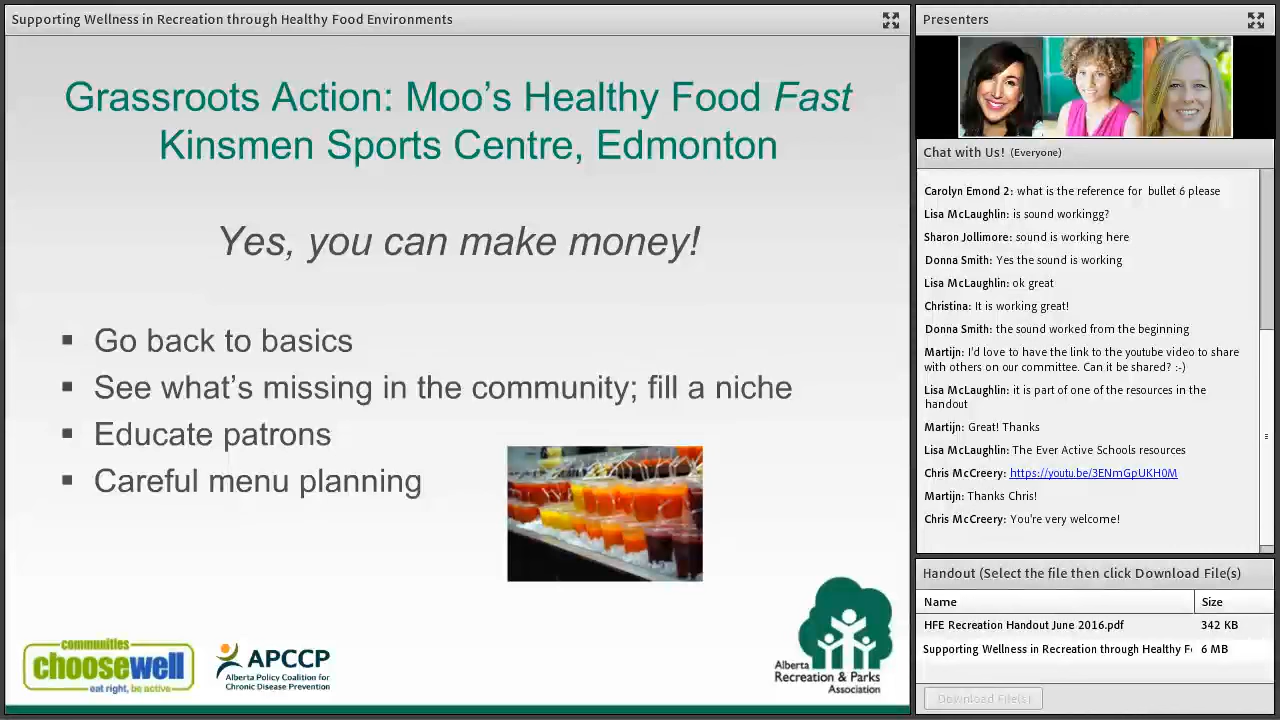 Supporting Wellness in Recreation through Healthy Food Environments
Grassroots Action: Moo's Healthy Food Fast
Kinsmen Sports Centre, Edmonton
Yes, you can make money!
▪ Go back to basics
▪ See what's missing in the community; fill a niche
▪ Educate patrons
▪ Careful menu planning
communities
choosewell
eat right, be active
APCCP
Alberta Policy Coalition for
Chronic Disease Prevention
Alberta
Recreation & Parks
Association
Presenters
Chat with Us! (Everyone)
Carolyn Emond 2: what is the reference for bullet 6 please
Lisa McLaughlin: is sound workingg?
Sharon Jollimore: sound is working here
Donna Smith: Yes the sound is working
Lisa McLaughlin: ok great
Christina: It is working great!
Donna Smith: the sound worked from the beginning
Martijn: I'd love to have the link to the youtube video to share
with others on our committee. Can it be shared? :-)
Lisa McLaughlin: it is part of one of the resources in the
handout
Martijn: Great! Thanks
Lisa McLaughlin: The Ever Active Schools resources
Chris McCreery: https://youtu.be/3ENmGpUKH0M
Martijn: Thanks Chris!
Chris McCreery: You're very welcome!
Handout (Select the file then click Download File(s)
Name Size
HFE Recreation Handout June 2016.pdf 342 KB
Supporting Wellness in Recreation through Healthy Fo 6 MB
Download File(s)